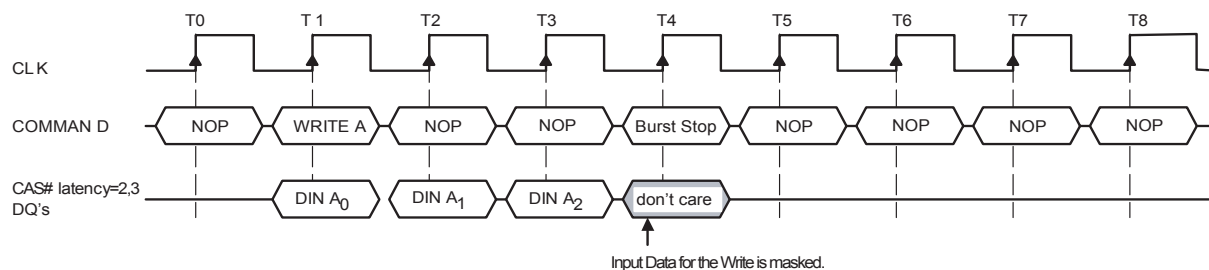 T0 T 1 T2 T3 T4 T5 T6 T7 T8
CL K
COMMAN D NOP WRITE A NOP NOP Burst Stop NOP NOP NOP NOP
CAS# latency=2,3
DQ's DIN A0 DIN A1 DIN A2 don't care
Input Data for the Write is masked.